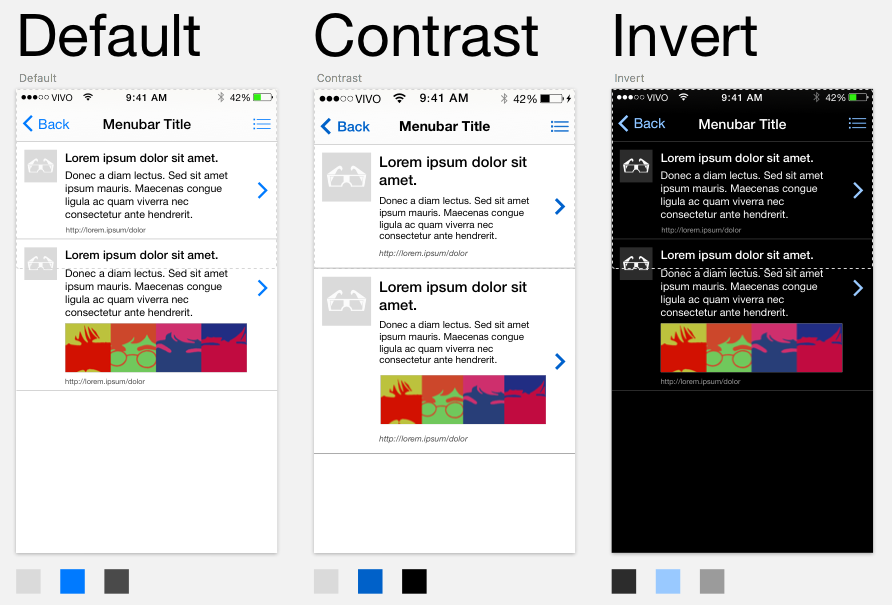 Default
Default
VIVO
9:41 AM
42%
Back
Menubar Title
Lorem ipsum dolor sit amet.
Donec a diam lectus. Sed sit amet
ipsum mauris. Maecenas congue
ligula ac quam viverra nec
consectetur ante hendrerit.
http://lorem.ipsum/dolor
Lorem ipsum dolor sit amet.
Donec a diam lectus. Sed sit amet
ipsum mauris. Maecenas congue
ligula ac quam viverra nec
consectetur ante hendrerit.
http://lorem.ipsum/dolor
Contrast
Contrast
VIVO
9:41 AM
42%
Back
Menubar Title
Lorem ipsum dolor sit
amet.
Donec a diam lectus. Sed sit amet
ipsum mauris. Maecenas congue
ligula ac quam viverra nec
consectetur ante hendrerit.
http://lorem.ipsum/dolor
Lorem ipsum dolor sit
amet.
Donec a diam lectus. Sed sit amet
ipsum mauris. Maecenas congue
ligula ac quam viverra nec
consectetur ante hendrerit.
http://lorem.ipsum/dolor
Invert
Invert
VIVO
9:41 AM
42%
Back
Menubar Title
Lorem ipsum dolor sit amet.
Donec a diam lectus. Sed sit amet
ipsum mauris. Maecenas congue
ligula ac quam viverra nec
consectetur ante hendrerit.
http://lorem.ipsum/dolor
Lorem ipsum dolor sit amet.
Donec a diam lectus. Sed sit amet
ipsum mauris. Maecenas congue
ligula ac quam viverra nec
consectetur ante hendrerit.
http://lorem.ipsum/dolor